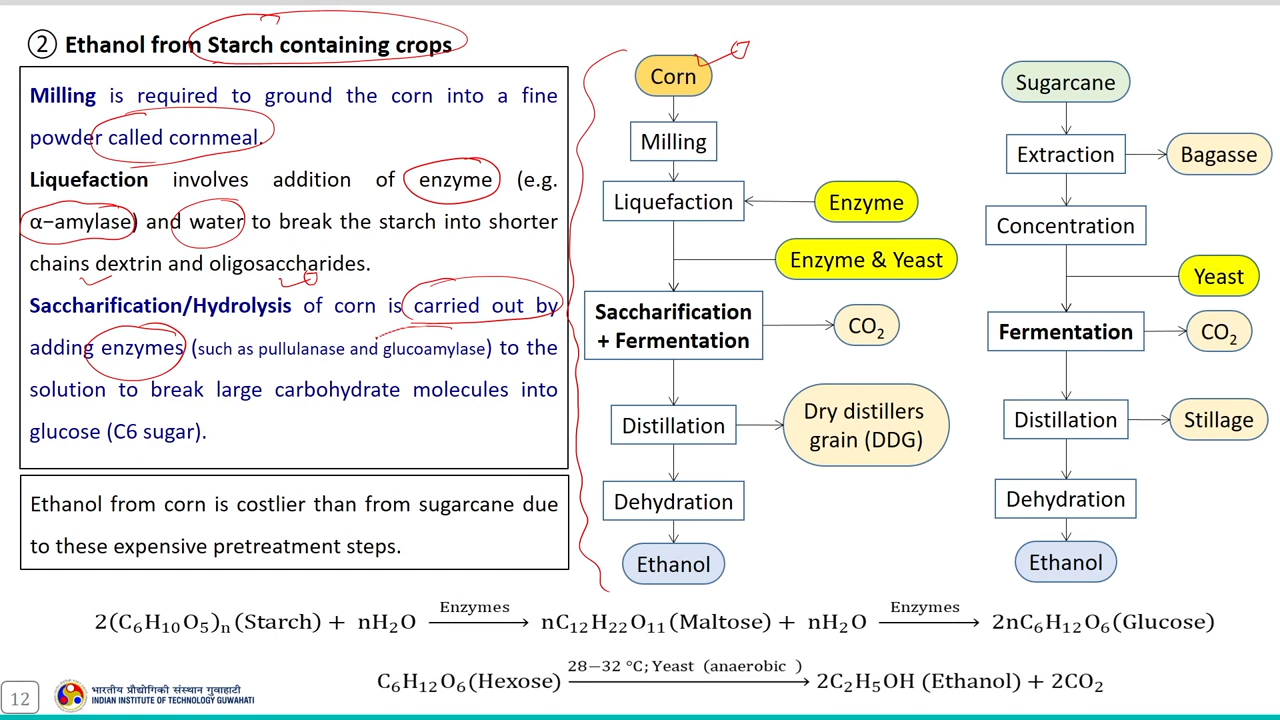 ② Ethanol from Starch containing crops
Milling is required to ground the corn into a fine
powder called cornmeal.
Liquefaction involves addition of enzyme (e.g.
α−amylase) and water to break the starch into shorter
chains dextrin and oligosaccharides.
Saccharification/Hydrolysis of corn is carried out by
adding enzymes (such as pullulanase and glucoamylase) to the
solution to break large carbohydrate molecules into
glucose (C6 sugar).
Ethanol from corn is costlier than from sugarcane due
to these expensive pretreatment steps.
Corn
Milling
Liquefaction
Enzyme
Enzyme & Yeast
Saccharification
+ Fermentation
CO₂
Distillation
Dry distillers
grain (DDG)
Dehydration
Ethanol
Sugarcane
Extraction
Bagasse
Concentration
Yeast
Fermentation
CO₂
Distillation
Stillage
Dehydration
Ethanol
2(C₆H₁₀O₅)ₙ(Starch) + nH₂O Enzymes → nC₁₂H₂₂O₁₁(Maltose) + nH₂O Enzymes → 2nC₆H₁₂O₆(Glucose)
C₆H₁₂O₆(Hexose) 28−32 °C; Yeast (anaerobic ) → 2C₂H₅OH (Ethanol) + 2CO₂
12
भारतीय प्रौद्योगिकी संस्थान गुवाहाटी
INDIAN INSTITUTE OF TECHNOLOGY GUWAHATI